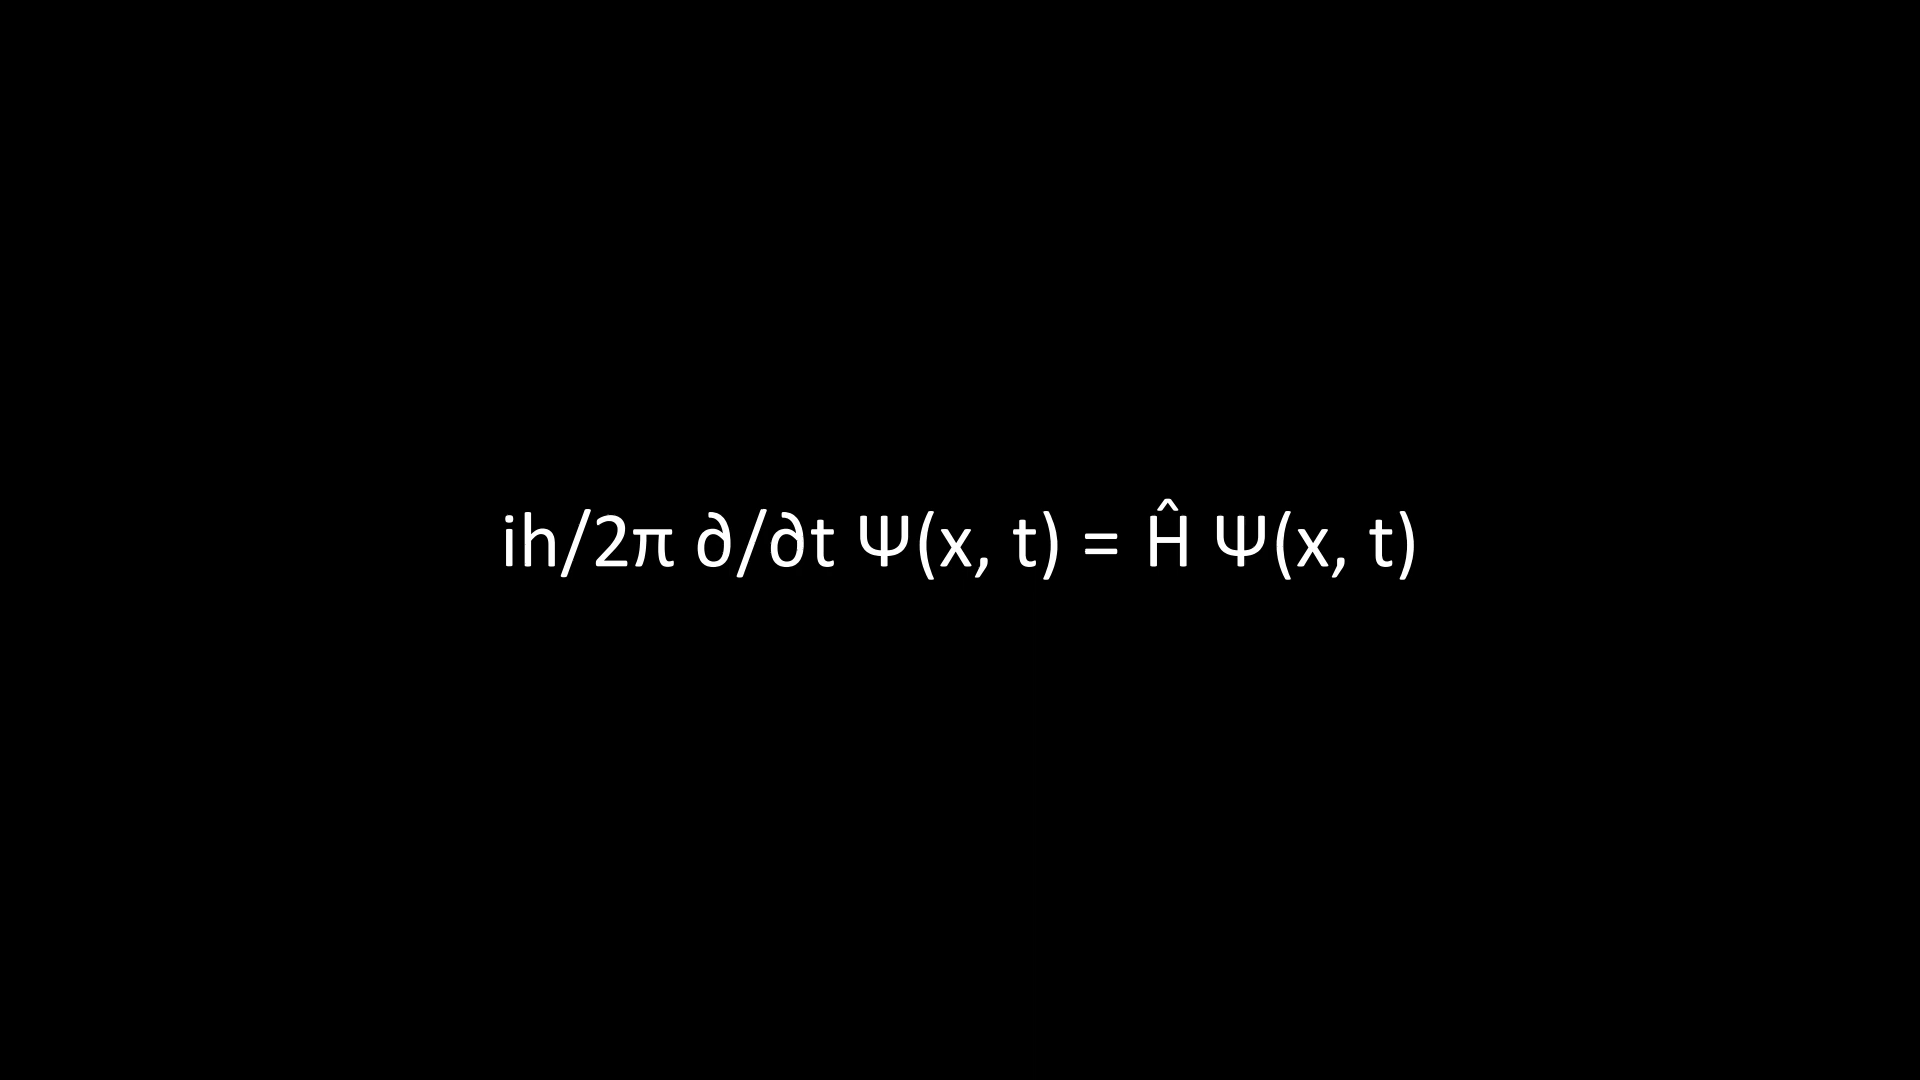 ih/2π ∂/∂t Ψ(x, t) = Ĥ Ψ(x, t)